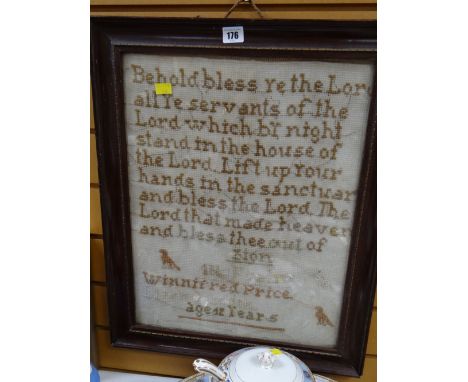 176
Behold bless ye the Lord
all Ye servants of the
Lord which bY night
stand in the house of
the Lord. Lift up Your
hands in the sanctuar
and bless the Lord. The
Lord that made heaven
and bless thee out of
Zion
Winnifred Price
aged Years